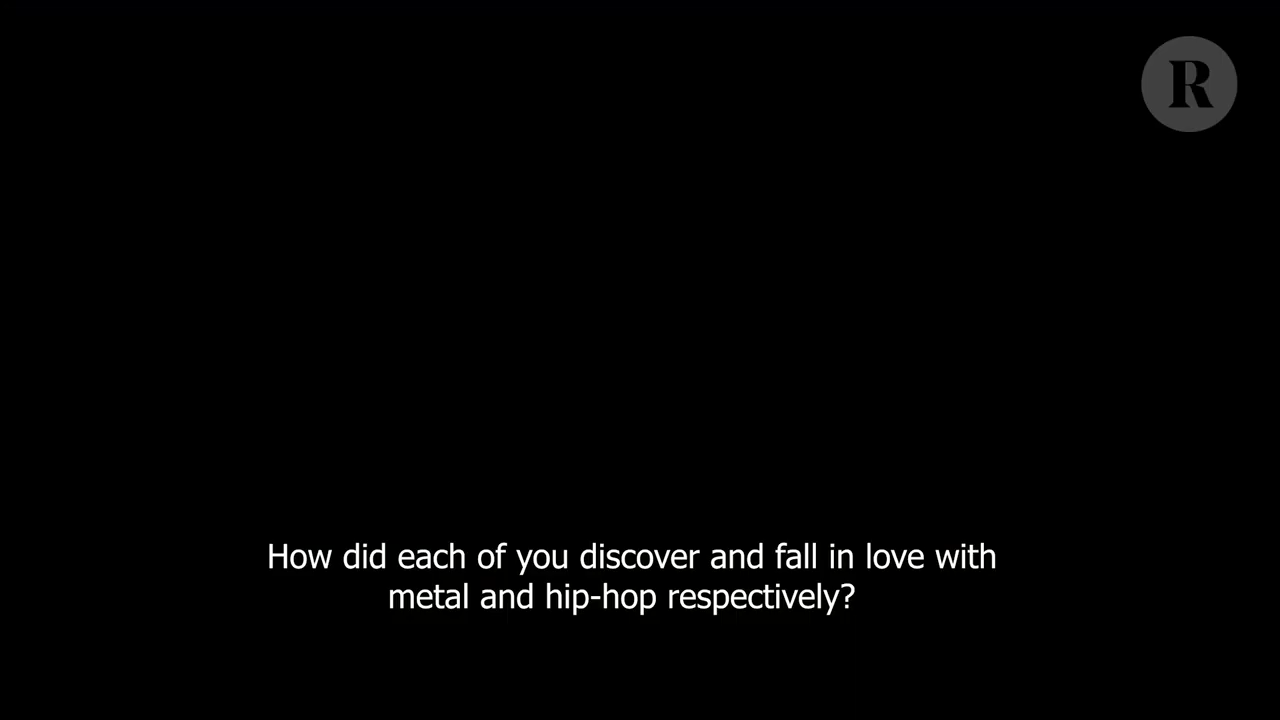 R
How did each of you discover and fall in love with
metal and hip-hop respectively?